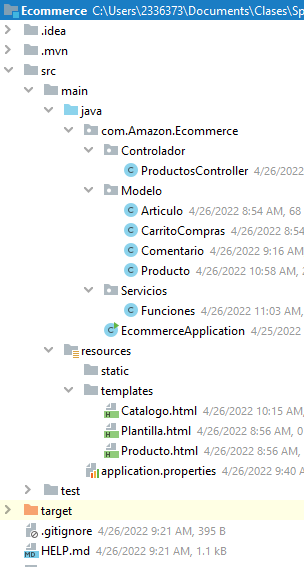 Ecommerce C:\Users\2336373\Documents\Clases\Sp
.idea
.mvn
src
main
java
com.Amazon.Ecommerce
Controlador
ProductosController 4/26/2022
Modelo
Articulo 4/26/2022 8:54 AM, 68
CarritoCompras 4/26/2022 8:54
Comentario 4/26/2022 9:16 AM
Producto 4/26/2022 10:58 AM, 2
Servicios
Funciones 4/26/2022 11:03 AM,
EcommerceApplication 4/25/2022
resources
static
templates
Catalogo.html 4/26/2022 10:15 AM,
Plantilla.html 4/26/2022 8:56 AM, 0
Producto.html 4/26/2022 8:56 AM,
application.properties 4/26/2022 9:40
test
target
.gitignore 4/26/2022 9:21 AM, 395 B
HELP.md 4/26/2022 9:21 AM, 1.1 kB